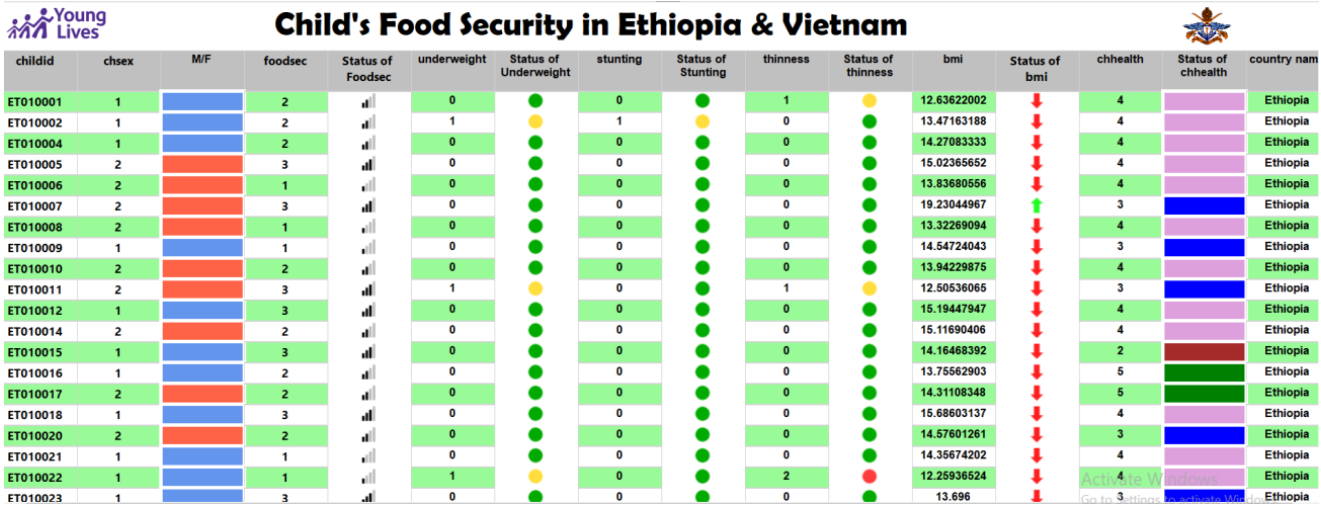 Young Lives
Child's Food Security in Ethiopia & Vietnam
childid chsex M/F foodsec Status of Foodsec underweight Status of Underweight stunting Status of Stunting thinness Status of thinness bmi Status of bmi chhealth Status of chhealth country nam
ET010001 1 2 0 0 1 12.63622002 4 Ethiopia
ET010002 1 2 1 1 0 13.47163188 4 Ethiopia
ET010004 1 2 0 0 0 14.27083333 4 Ethiopia
ET010005 2 3 0 0 0 15.02365652 4 Ethiopia
ET010006 2 1 0 0 0 13.83680556 4 Ethiopia
ET010007 2 3 0 0 0 19.23044967 3 Ethiopia
ET010008 2 1 0 0 0 13.32269094 4 Ethiopia
ET010009 1 1 0 0 0 14.54724043 3 Ethiopia
ET010010 2 2 0 0 0 13.94229875 4 Ethiopia
ET010011 2 3 1 0 1 12.50536065 3 Ethiopia
ET010012 1 3 0 0 0 15.19447947 4 Ethiopia
ET010014 2 2 0 0 0 15.11690406 4 Ethiopia
ET010015 1 3 0 0 0 14.16468392 2 Ethiopia
ET010016 1 2 0 0 0 13.75562903 5 Ethiopia
ET010017 2 2 0 0 0 14.31108348 5 Ethiopia
ET010018 1 3 0 0 0 15.68603137 4 Ethiopia
ET010020 2 2 0 0 0 14.57601261 3 Ethiopia
ET010021 1 1 0 0 0 14.35674202 4 Ethiopia
ET010022 1 1 1 0 2 12.25936524 4 Ethiopia
ET010023 1 3 0 0 0 13.696 3 Ethiopia
Activate Windows
Go to Settings to activate Windows